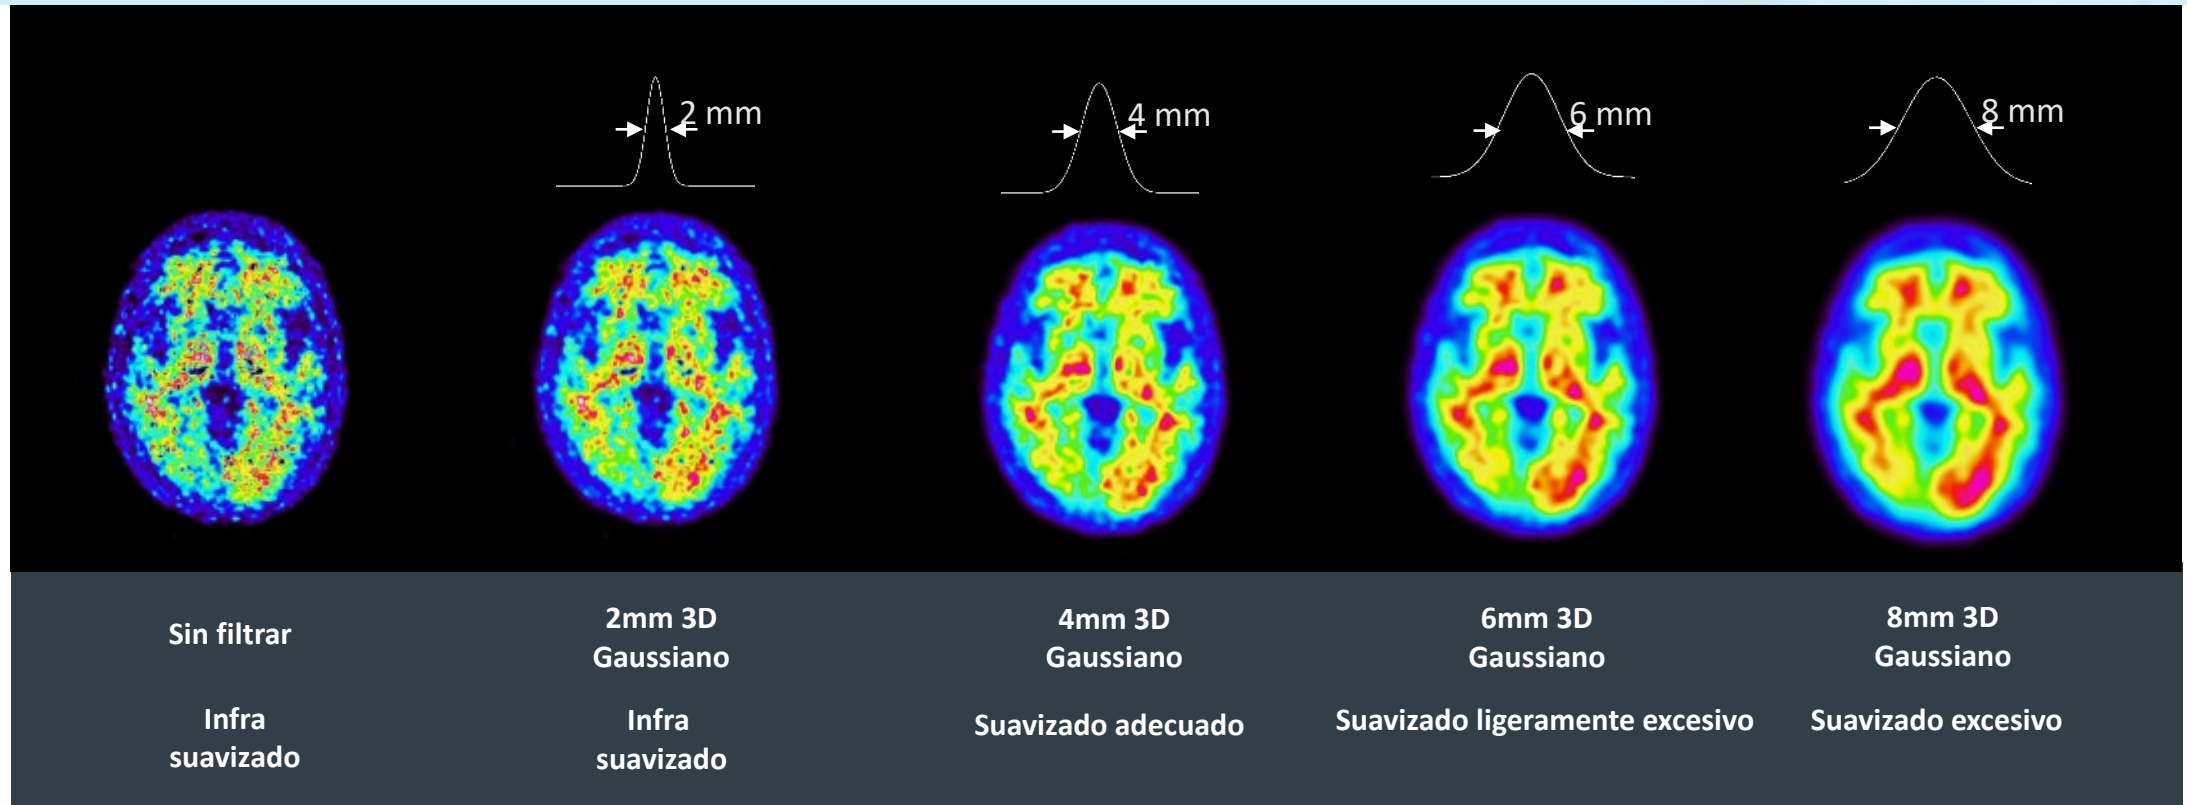 2 mm
4 mm
6 mm
8 mm
Sin filtrar
2mm 3D
Gaussiano
4mm 3D
Gaussiano
6mm 3D
Gaussiano
8mm 3D
Gaussiano
Infra
suavizado
Infra
suavizado
Suavizado adecuado
Suavizado ligeramente excesivo
Suavizado excesivo